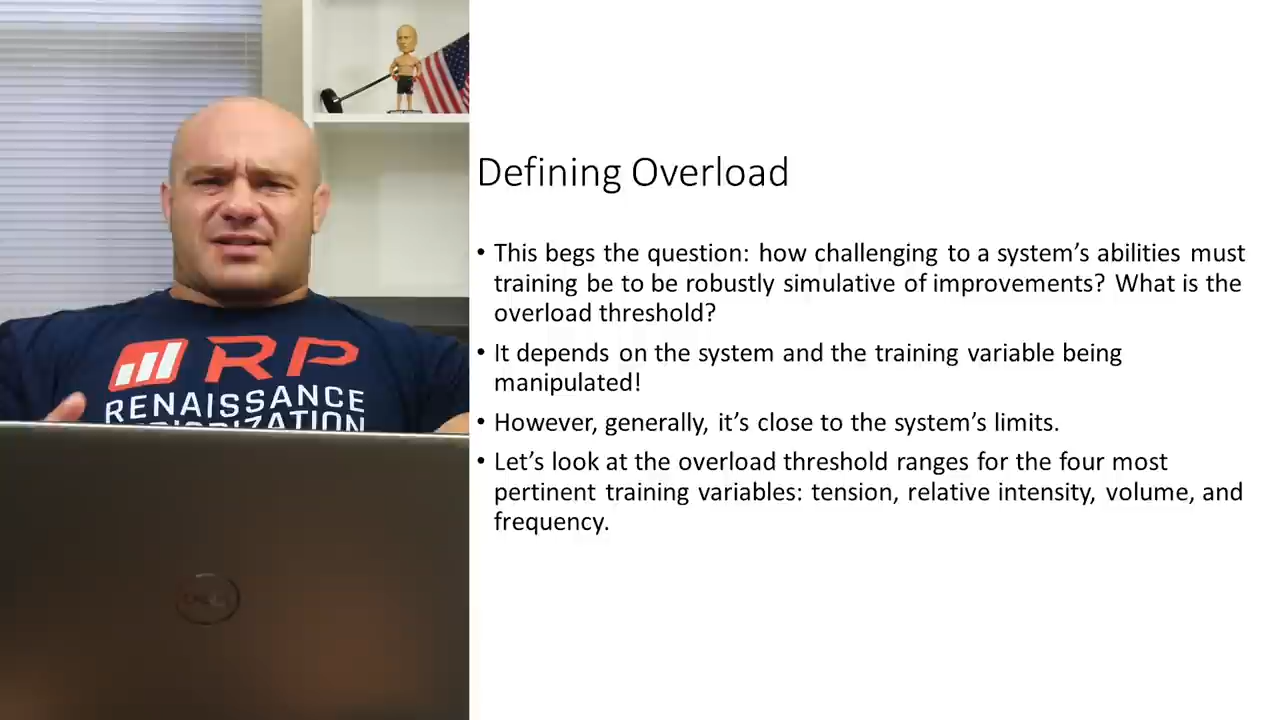 Defining Overload
• This begs the question: how challenging to a system's abilities must
training be to be robustly simulative of improvements? What is the
overload threshold?
• It depends on the system and the training variable being
manipulated!
• However, generally, it's close to the system's limits.
• Let's look at the overload threshold ranges for the four most
pertinent training variables: tension, relative intensity, volume, and
frequency.
RP
RENAISSANCE
PERIODIZATION
DELL